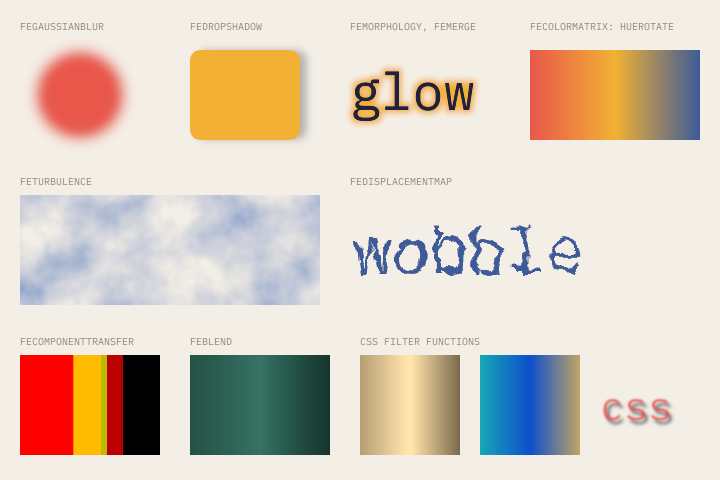 FEGAUSSIANBLUR
FEDROPSHADOW
FEMORPHOLOGY, FEMERGE
FECOLORMATRIX: HUEROTATE
glow
FETURBULENCE
FEDISPLACEMENTMAP
wobble
FECOMPONENTTRANSFER
FEBLEND
CSS FILTER FUNCTIONS
css